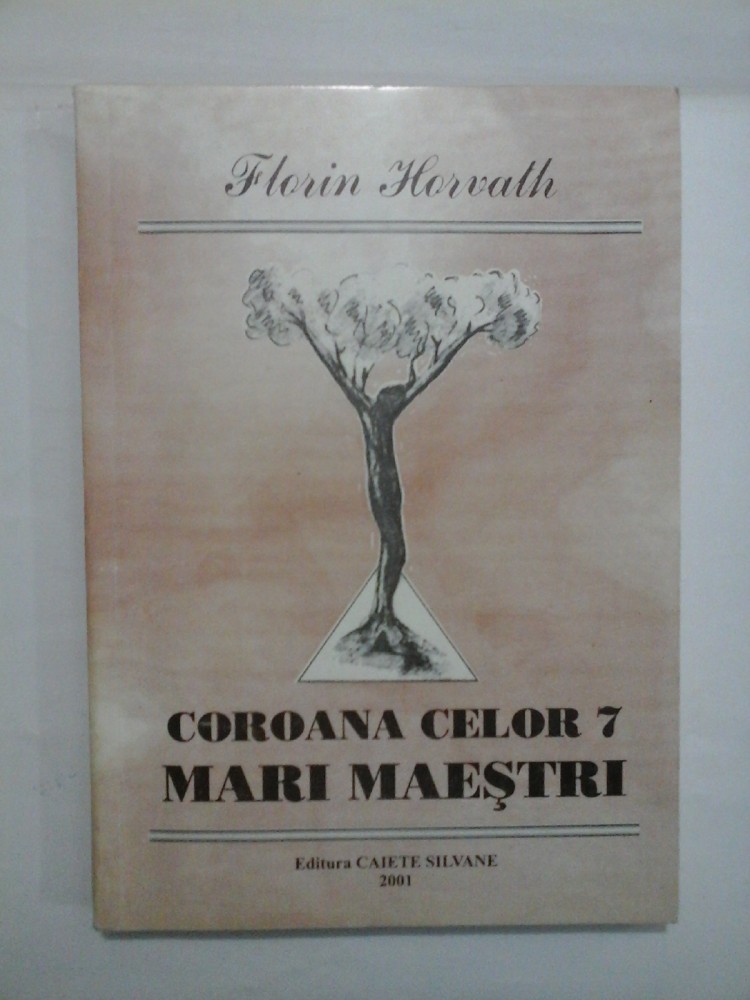 Florin Horvath
COROANA CELOR 7
MARI MAEŞTRI
Editura CAIETE SILVANE
2001